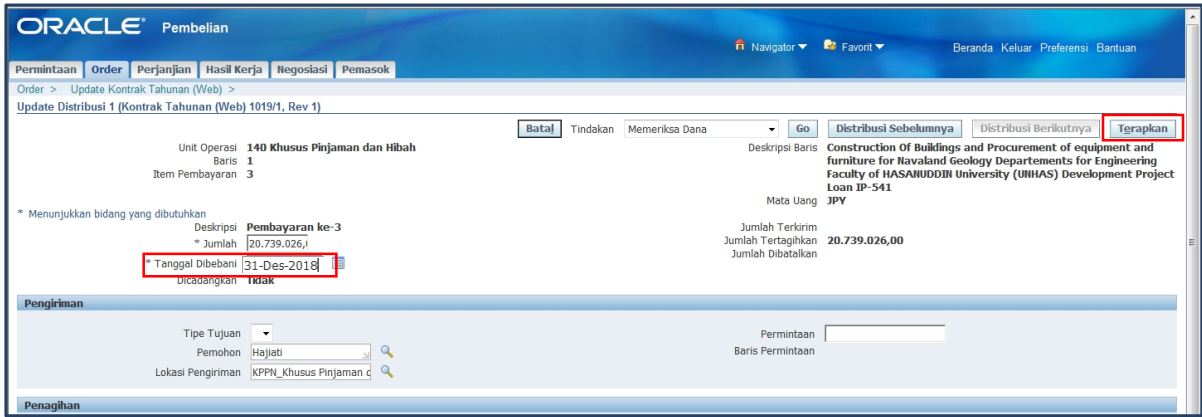 ORACLE® Pembelian
Navigator Favorit Beranda Keluar Preferensi Bantuan
Permintaan Order Perjanjian Hasil Kerja Negosiasi Pemasok
Order > Update Kontrak Tahunan (Web) >
Update Distribusi 1 (Kontrak Tahunan (Web) 1019/1, Rev 1)
Batal Tindakan Memeriksa Dana Go Distribusi Sebelumnya Distribusi Berikutnya Terapkan
Unit Operasi 140 Khusus Pinjaman dan Hibah
Baris 1
Item Pembayaran 3
Deskripsi Baris Construction Of Buildings and Procurement of equipment and
furniture for Navaland Geology Departements for Engineering
Faculty of HASANUDDIN University (UNHAS) Development Project
Loan IP-541
Mata Uang JPY
* Menunjukkan bidang yang dibutuhkan
Deskripsi Pembayaran ke-3
* Jumlah 20.739.026,
* Tanggal Dibebani 31-Des-2018
Dicadangkan Tidak
Jumlah Terkirim
Jumlah Tertagihkan 20.739.026,00
Jumlah Dibatalkan
Pengiriman
Tipe Tujuan
Pemohon Hajiati
Lokasi Pengiriman KPPN_Khusus Pinjaman d
Permintaan
Baris Permintaan
Penagihan